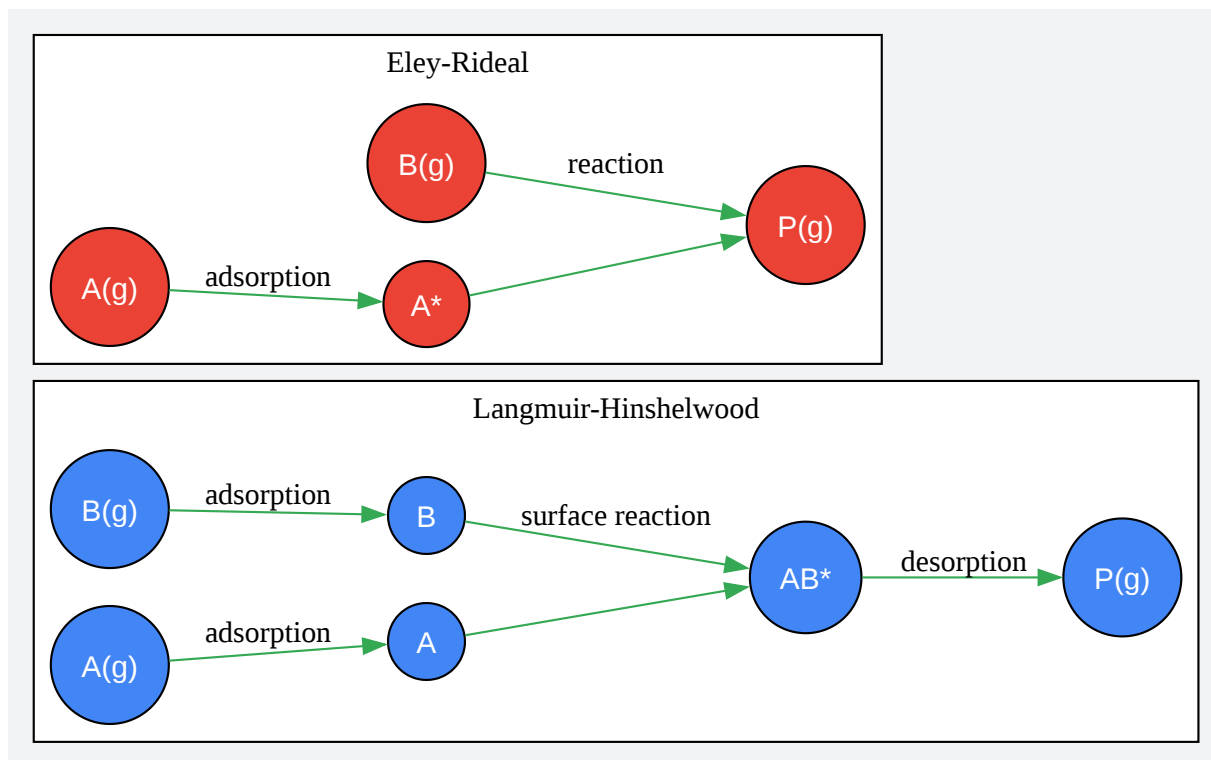 Eley-Rideal
B(g)
reaction
P(g)
A(g)
adsorption
A*
Langmuir-Hinshelwood
B(g)
adsorption
B
surface reaction
AB*
desorption
P(g)
A(g)
adsorption
A